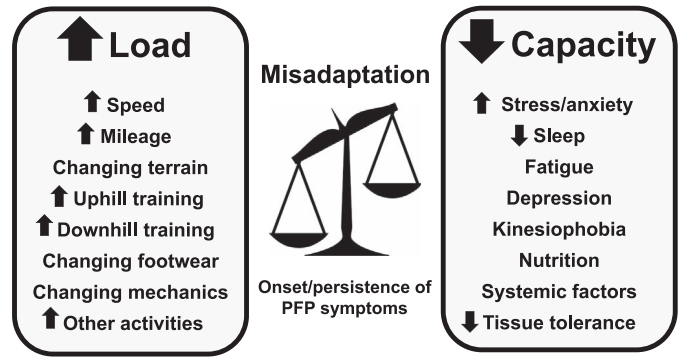 Load
Speed
Mileage
Changing terrain
Uphill training
Downhill training
Changing footwear
Changing mechanics
Other activities
Misadaptation
Onset/persistence of
PFP symptoms
Capacity
Stress/anxiety
Sleep
Fatigue
Depression
Kinesiophobia
Nutrition
Systemic factors
Tissue tolerance